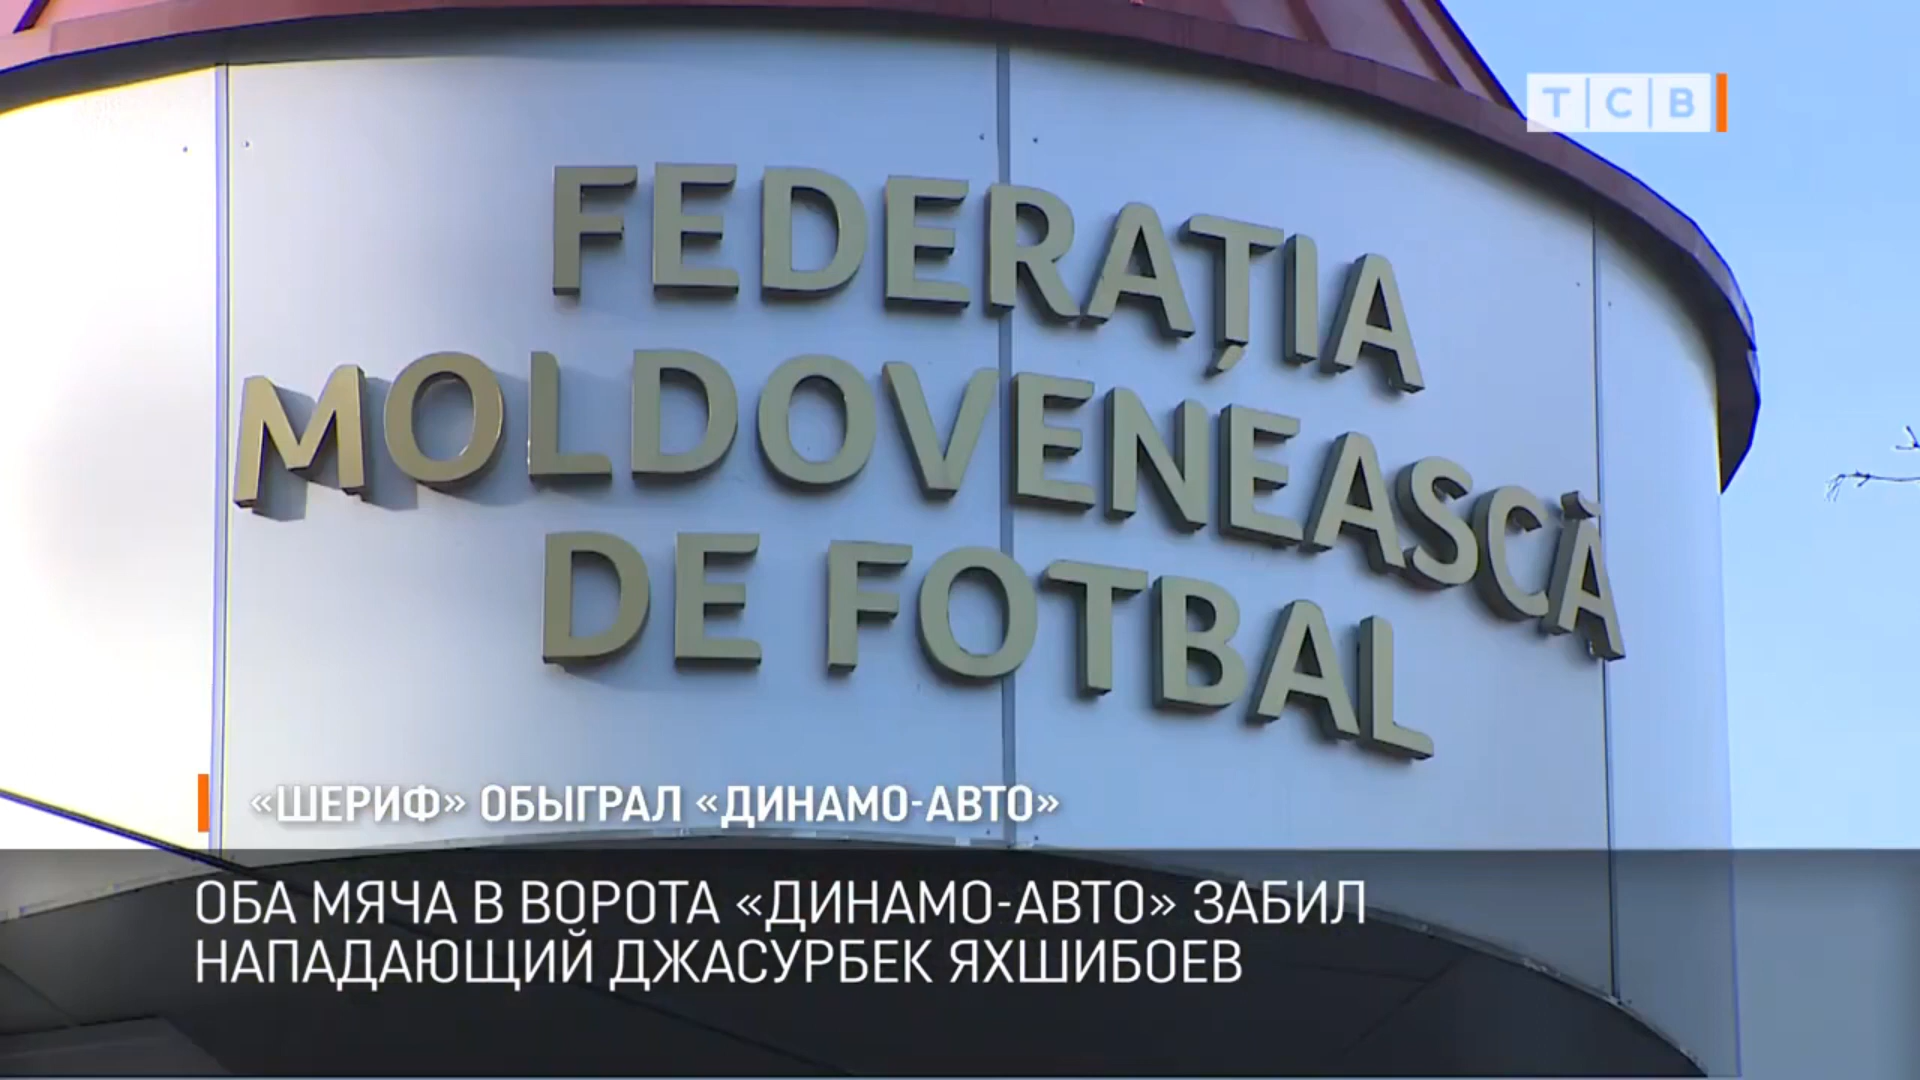 ТСВ
FEDERAȚIA
MOLDOVENEASCĂ
DE FOTBAL
«ШЕРИФ» ОБЫГРАЛ «ДИНАМО-АВТО»
ОБА МЯЧА В ВОРОТА «ДИНАМО-АВТО» ЗАБИЛ
НАПАДАЮЩИЙ ДЖАСУРБЕК ЯХШИБОЕВ